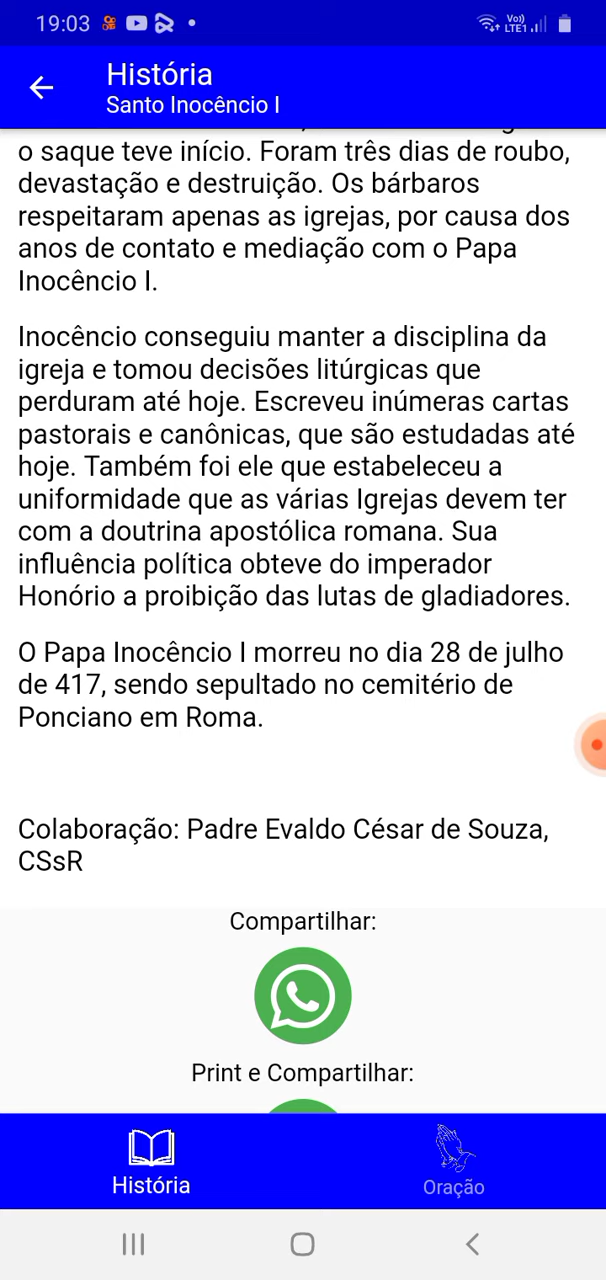 19:03
Vo))
LTE1
História
Santo Inocêncio I
o saque teve início. Foram três dias de roubo,
devastação e destruição. Os bárbaros
respeitaram apenas as igrejas, por causa dos
anos de contato e mediação com o Papa
Inocêncio I.
Inocêncio conseguiu manter a disciplina da
igreja e tomou decisões litúrgicas que
perduram até hoje. Escreveu inúmeras cartas
pastorais e canônicas, que são estudadas até
hoje. Também foi ele que estabeleceu a
uniformidade que as várias Igrejas devem ter
com a doutrina apostólica romana. Sua
influência política obteve do imperador
Honório a proibição das lutas de gladiadores.
O Papa Inocêncio I morreu no dia 28 de julho
de 417, sendo sepultado no cemitério de
Ponciano em Roma.
Colaboração: Padre Evaldo César de Souza,
CSsR
Compartilhar:
Print e Compartilhar:
História
Oração